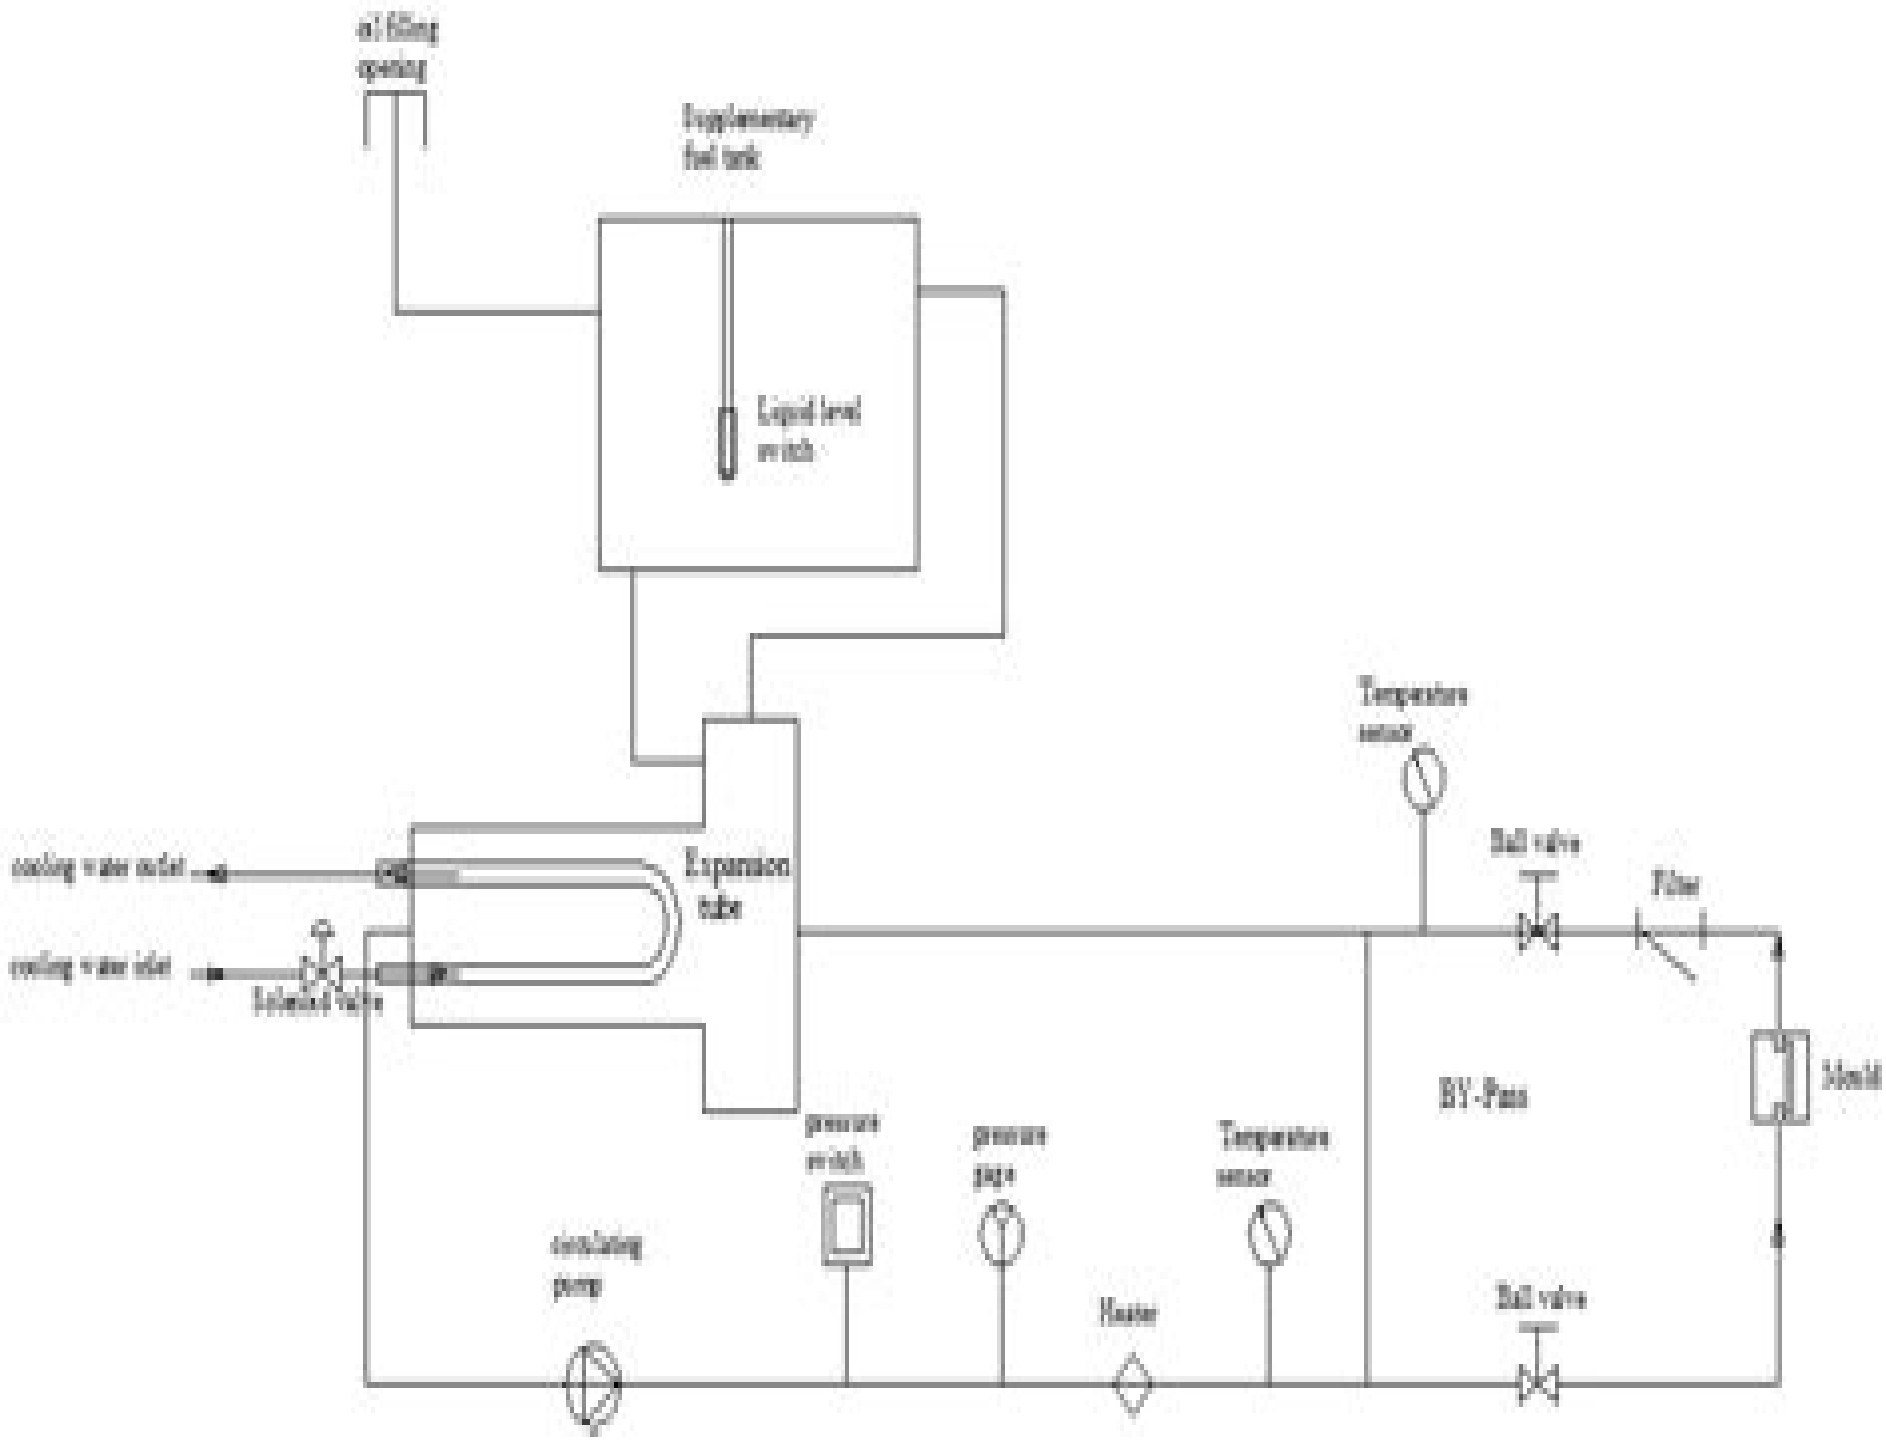 oil filling
opening
Supplementary
fuel tank
Liquid level
switch
Temperature
sensor
Ball valve
Filter
cooling water outlet
Expansion
tube
cooling water inlet
Solenoid valve
Mould
BY-Pass
pressure
switch
pressure
Temperature
sensor
circulating
pump
Heater
Ball valve